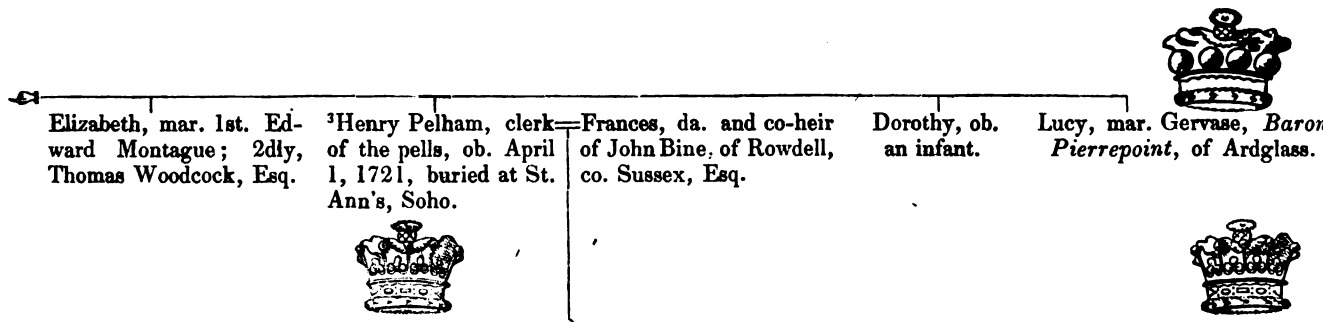 Elizabeth, mar. 1st. Ed-
ward Montague; 2dly,
Thomas Woodcock, Esq.
³Henry Pelham, clerk
of the pells, ob. April
1, 1721, buried at St.
Ann's, Soho.
Frances, da. and co-heir
of John Bine, of Rowdell,
co. Sussex, Esq.
Dorothy, ob.
an infant.
Lucy, mar. Gervase, Baron
Pierrepoint, of Ardglass.